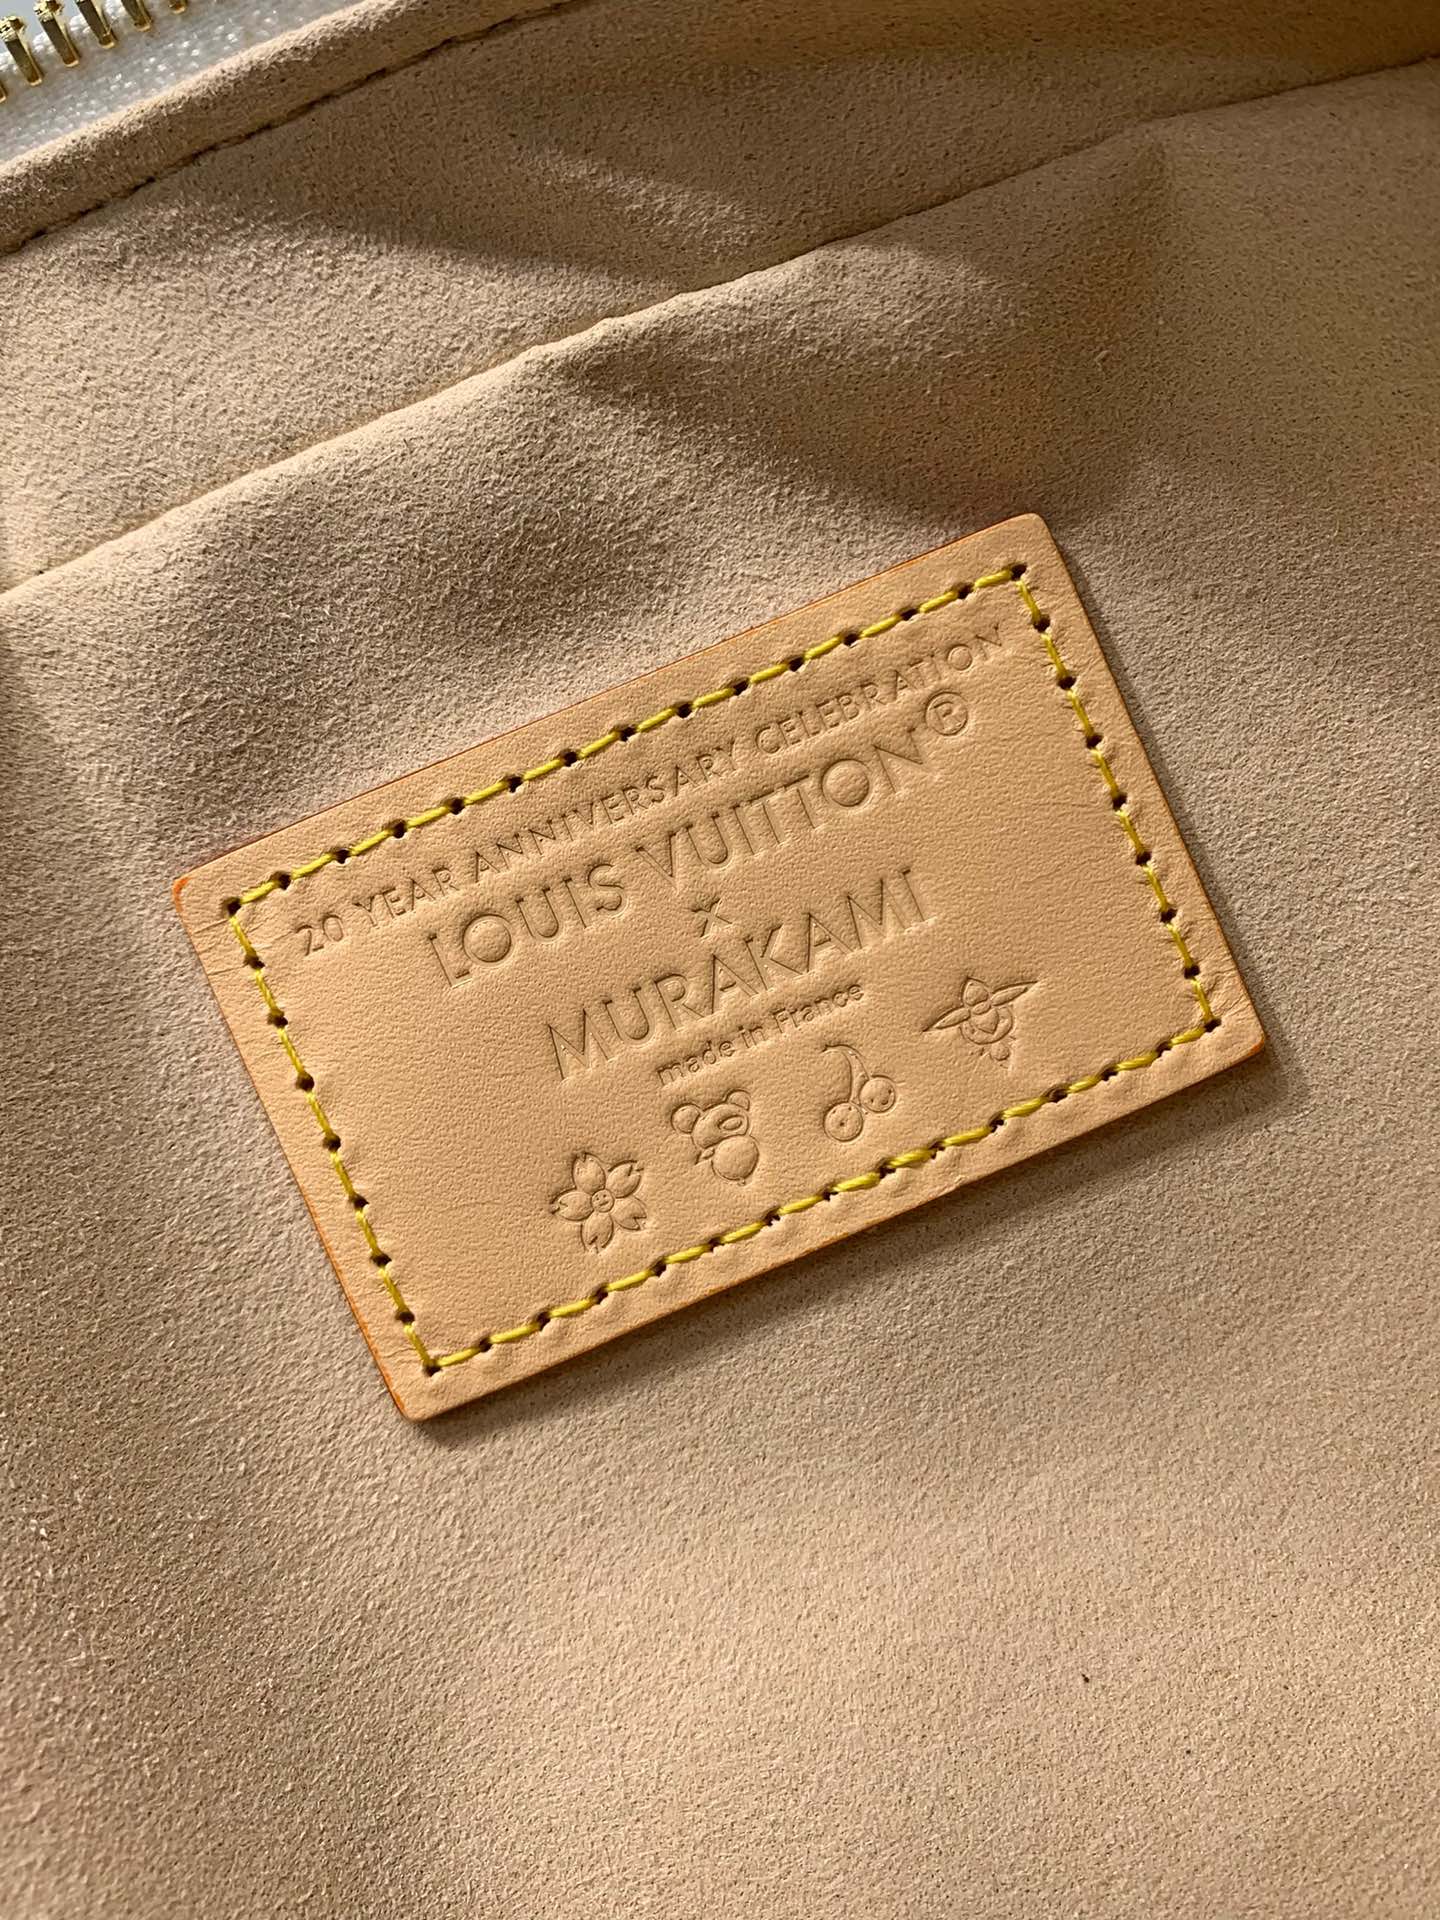 20 YEAR ANNIVERSARY CELEBRATION
LOUIS VUITTON®
x
MURAKAMI
made in France